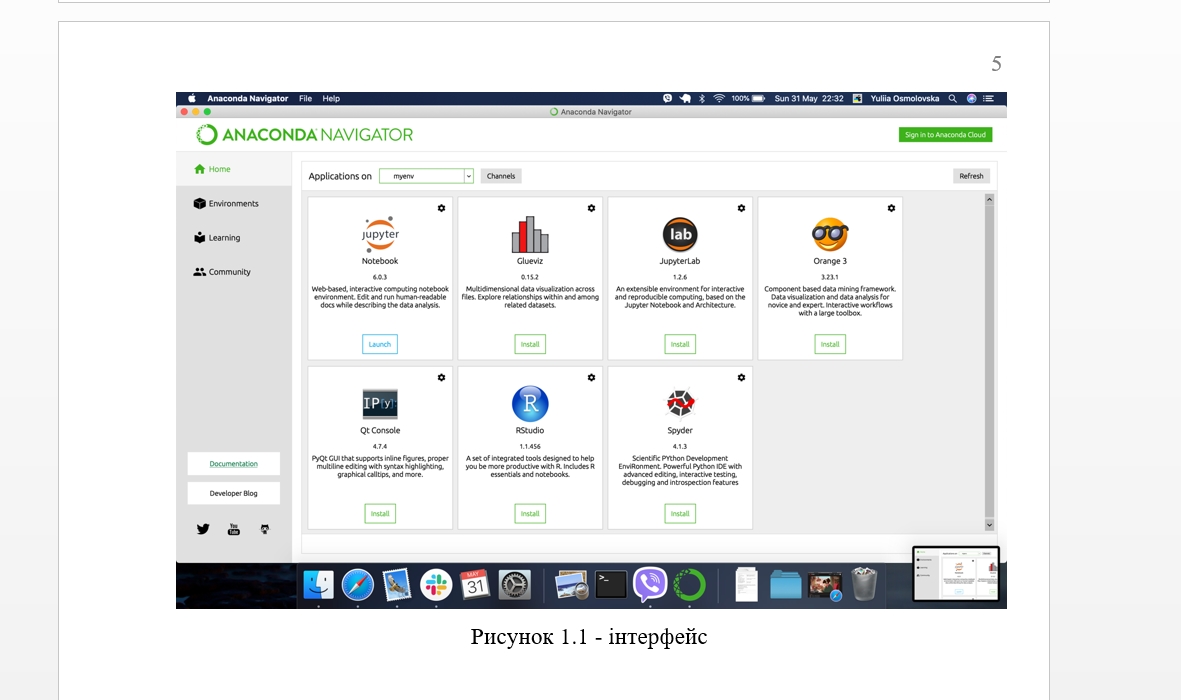 5
Anaconda Navigator File Help 100% Sun 31 May 22:32 Yuliia Osmolovska
Anaconda Navigator
ANACONDA NAVIGATOR
Sign in to Anaconda Cloud
Home
Environments
Learning
Community
Documentation
Developer Blog
You Tube
Applications on myenv Channels Refresh
jupyter
Notebook
6.0.3
Web-based, interactive computing notebook
environment. Edit and run human-readable
docs while describing the data analysis.
Launch
Glueviz
0.15.2
Multidimensional data visualization across
files. Explore relationships within and among
related datasets.
Install
lab
JupyterLab
1.2.6
An extensible environment for interactive
and reproducible computing, based on the
Jupyter Notebook and Architecture.
Install
Orange 3
3.23.1
Component based data mining framework.
Data visualization and data analysis for
novice and expert. Interactive workflows
with a large toolbox.
Install
IP[y]:
Qt Console
4.7.4
PyQt GUI that supports inline figures, proper
multiline editing with syntax highlighting,
graphical calltips, and more.
Install
R
RStudio
1.1.456
A set of integrated tools designed to help
you be more productive with R. Includes R
essentials and notebooks.
Install
Spyder
4.1.3
Scientific PYthon Development
EnviRonment. Powerful Python IDE with
advanced editing, interactive testing,
debugging and introspection features
Install
MAY
31
>_
Рисунок 1.1 - інтерфейс